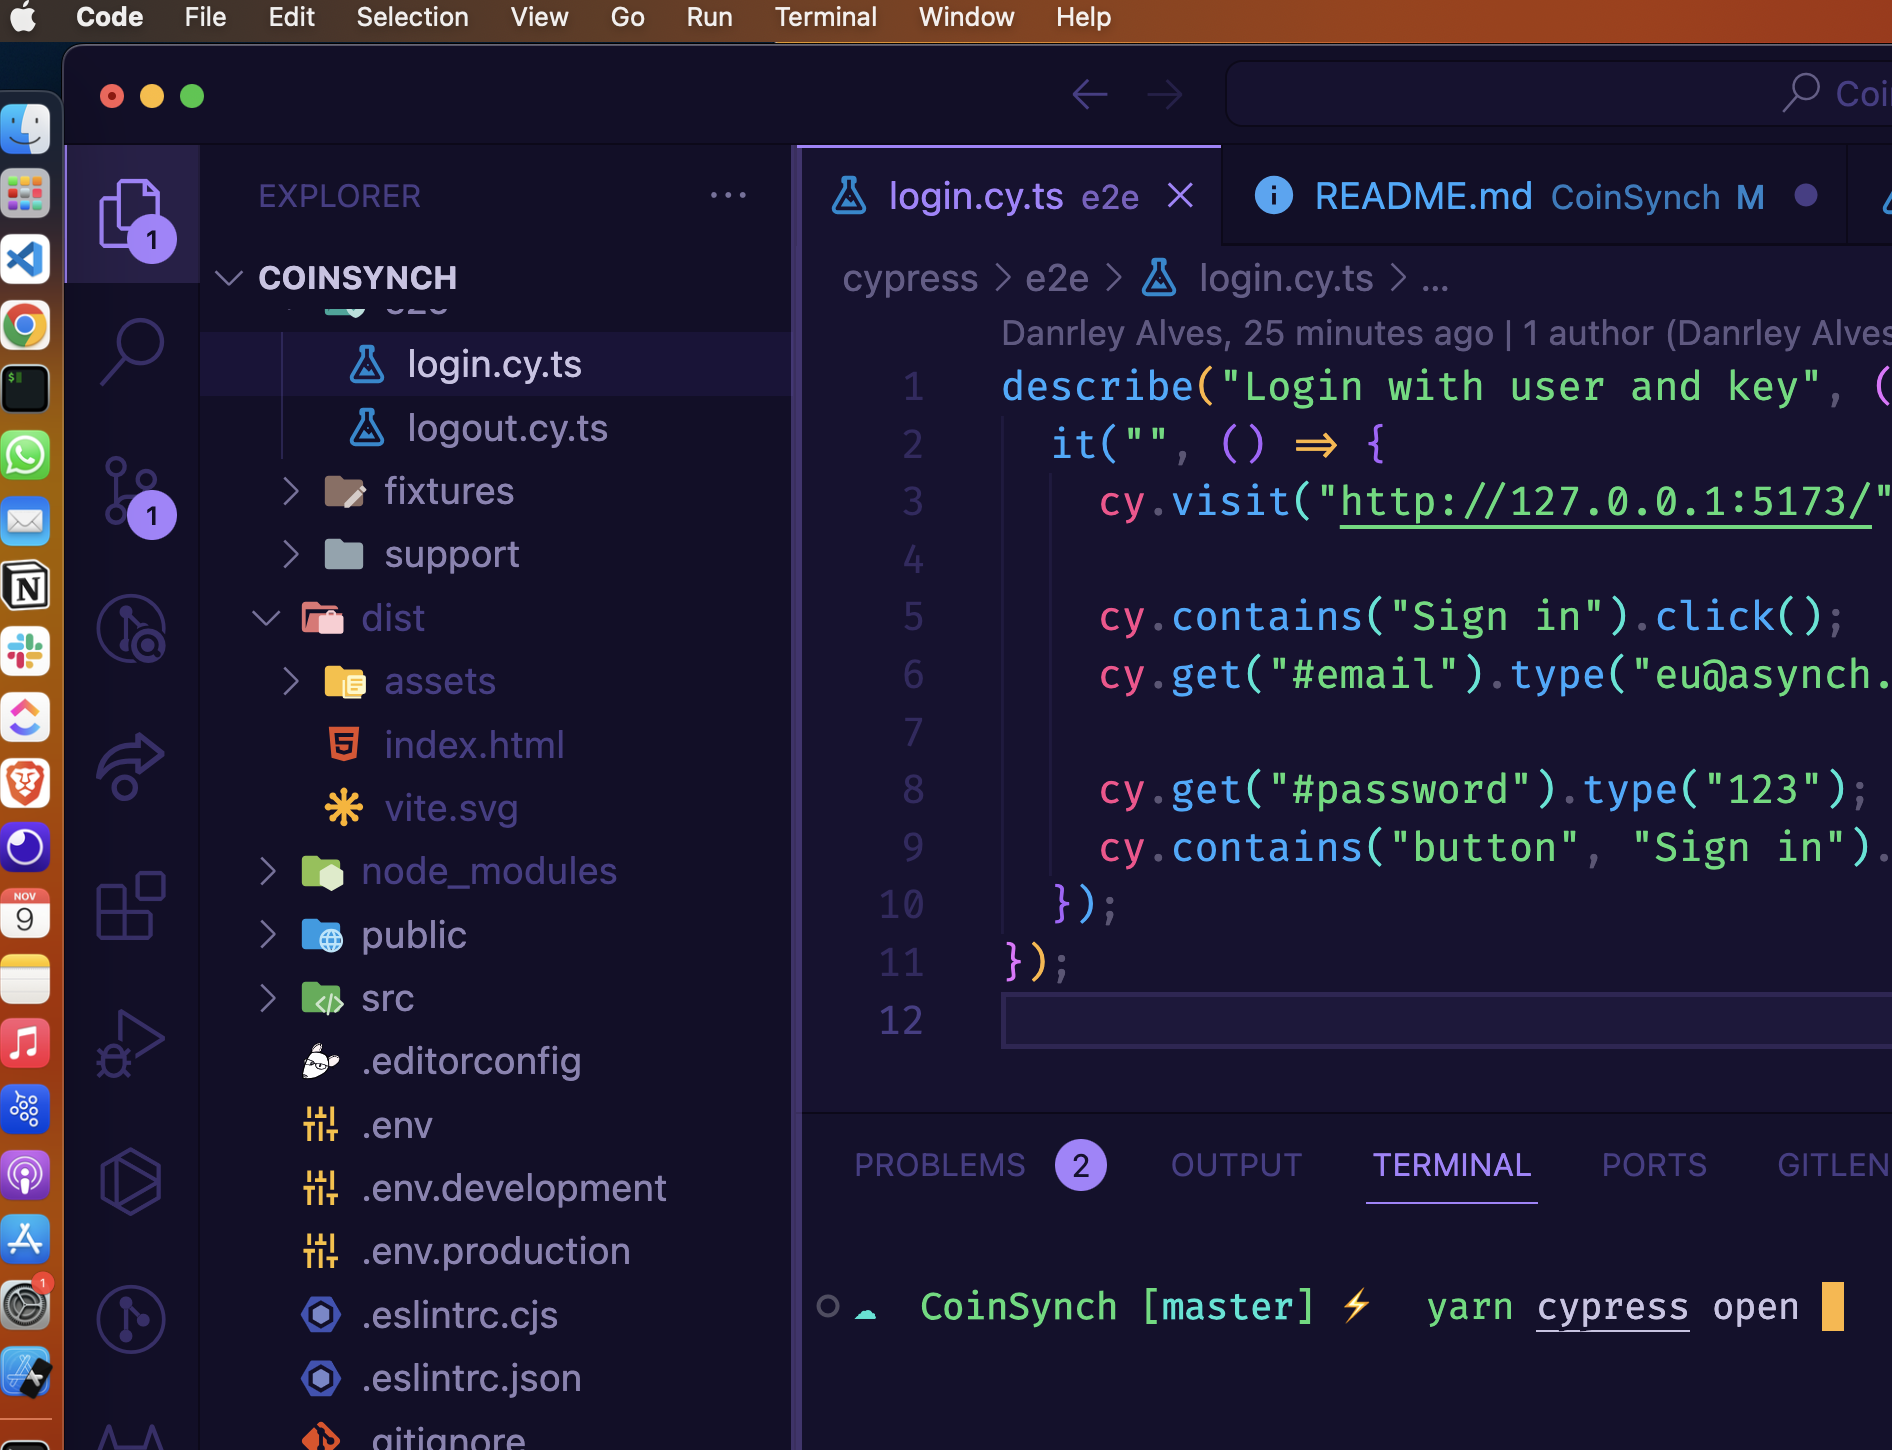 Code File Edit Selection View Go Run Terminal Window Help
EXPLORER
1
COINSYNCH
login.cy.ts
logout.cy.ts
fixtures
1
support
dist
assets
index.html
vite.svg
node_modules
public
src
.editorconfig
.env
.env.development
.env.production
.eslintrc.cjs
.eslintrc.json
.gitignore
NOV
9
1
login.cy.ts e2e
README.md CoinSynch M
cypress > e2e > login.cy.ts > ...
Danrley Alves, 25 minutes ago | 1 author (Danrley Alves
1 describe("Login with user and key", (
2 it("", () => {
3 cy.visit("http://127.0.0.1:5173/"
4
5 cy.contains("Sign in").click();
6 cy.get("#email").type("eu@asynch.
7
8 cy.get("#password").type("123");
9 cy.contains("button", "Sign in").
10 });
11 });
12
PROBLEMS 2 OUTPUT TERMINAL PORTS GITLEN
CoinSynch [master] ⚡ yarn cypress open